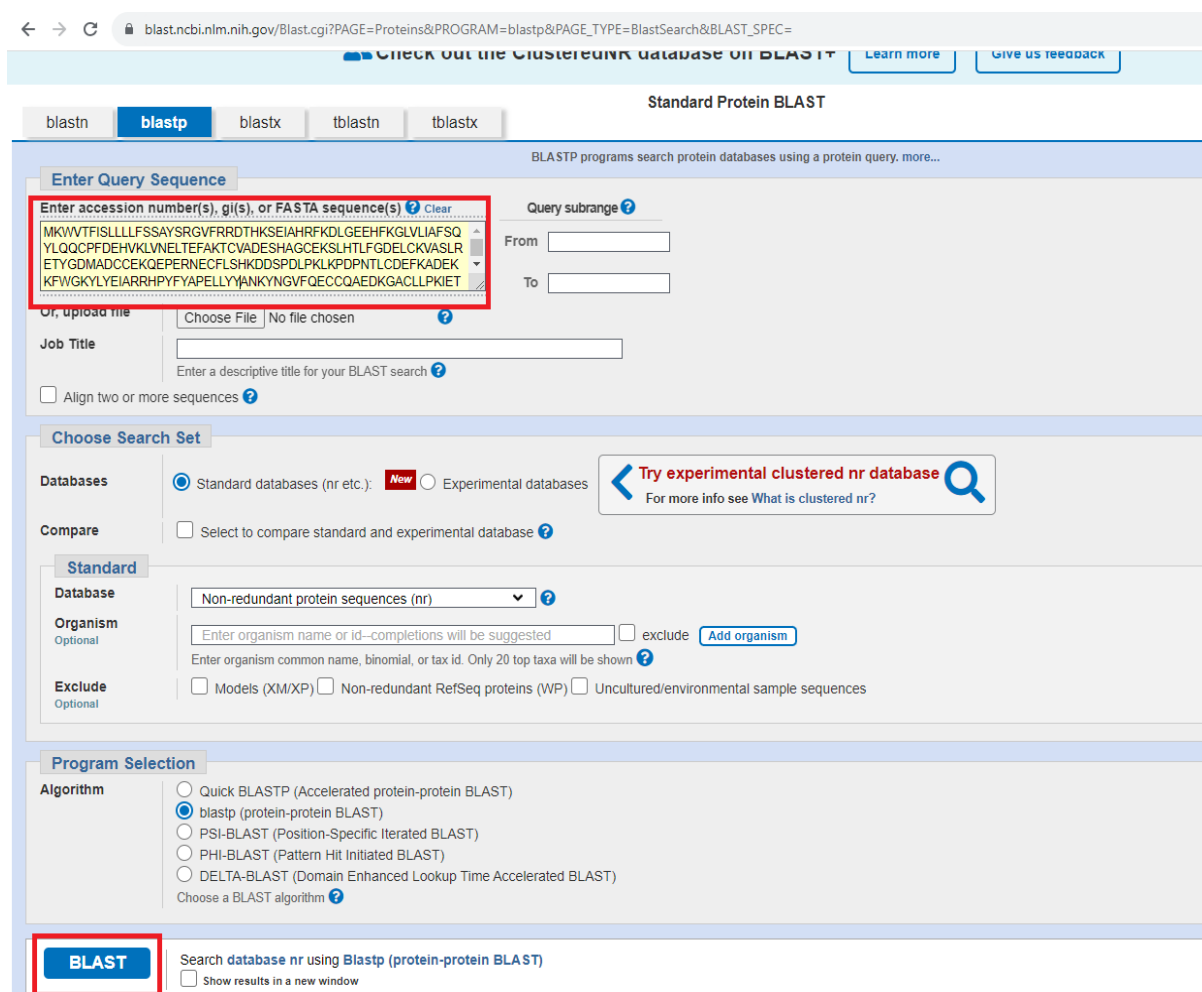 blast.ncbi.nlm.nih.gov/Blast.cgi?PAGE=Proteins&PROGRAM=blastp&PAGE_TYPE=BlastSearch&BLAST_SPEC=
Check out the ClusteredNR database on BLAST+ Learn more Give us feedback
Standard Protein BLAST
blastn blastp blastx tblastn tblastx
BLASTP programs search protein databases using a protein query. more...
Enter Query Sequence
Enter accession number(s), gi(s), or FASTA sequence(s) ? Clear Query subrange ?
MKWVTFISLLLLFSSAYSRGVFRRDTHKSEIAHRFKDLGEEHFKGLVLIAFSQ
YLQQCPFDEHVKLVNELTEFAKTCVADESHAGCEKSLHTLFGDELCKVASLR
From
ETYGDMADCCEKQEPERNECFLSHKDDSPDLPKLKPDPNTLCDEFKADEK
KFWGKYLYEIARRHPYFYAPELLYYANKYNGVFQECCQAEDKGACLLPKIET
To
Or, upload file Choose File No file chosen ?
Job Title
Enter a descriptive title for your BLAST search ?
Align two or more sequences ?
Choose Search Set
Databases Standard databases (nr etc.): New Experimental databases
Try experimental clustered nr database
For more info see What is clustered nr?
Compare Select to compare standard and experimental database ?
Standard
Database Non-redundant protein sequences (nr) ?
Organism
Optional
Enter organism name or id--completions will be suggested exclude Add organism
Enter organism common name, binomial, or tax id. Only 20 top taxa will be shown ?
Exclude Models (XM/XP) Non-redundant RefSeq proteins (WP) Uncultured/environmental sample sequences
Optional
Program Selection
Algorithm Quick BLASTP (Accelerated protein-protein BLAST)
blastp (protein-protein BLAST)
PSI-BLAST (Position-Specific Iterated BLAST)
PHI-BLAST (Pattern Hit Initiated BLAST)
DELTA-BLAST (Domain Enhanced Lookup Time Accelerated BLAST)
Choose a BLAST algorithm ?
BLAST Search database nr using Blastp (protein-protein BLAST)
Show results in a new window